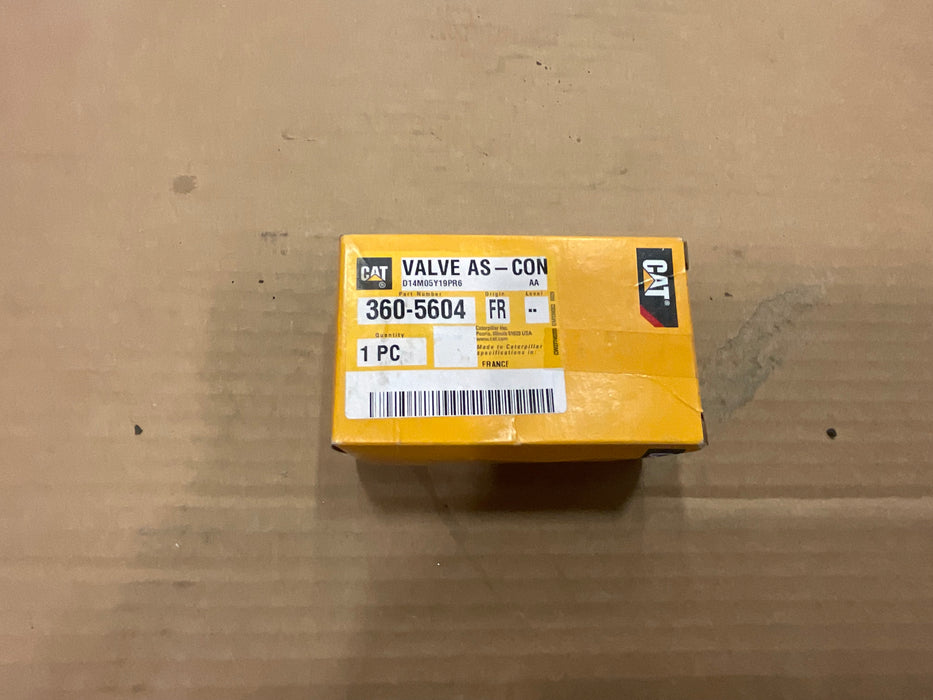 CAT
VALVE AS-CON
D14M05Y19PR6 AA
Part Number Origin Level
360-5604 FR --
Quantity
1 PC
Caterpillar Inc.
Peoria, Illinois 61629 USA
www.cat.com
Made to Caterpillar
specifications in:
FRANCE
CAT